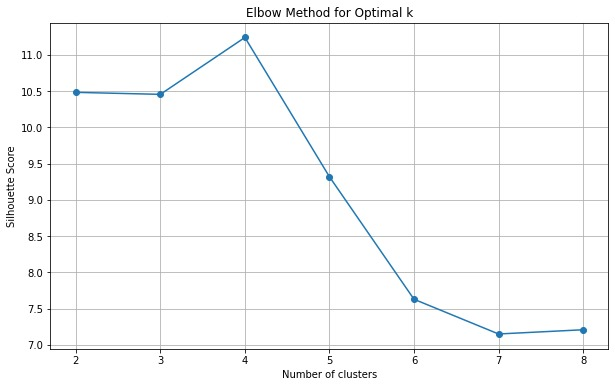 Elbow Method for Optimal k
Silhouette Score
11.0
10.5
10.0
9.5
9.0
8.5
8.0
7.5
7.0
2 3 4 5 6 7 8
Number of clusters